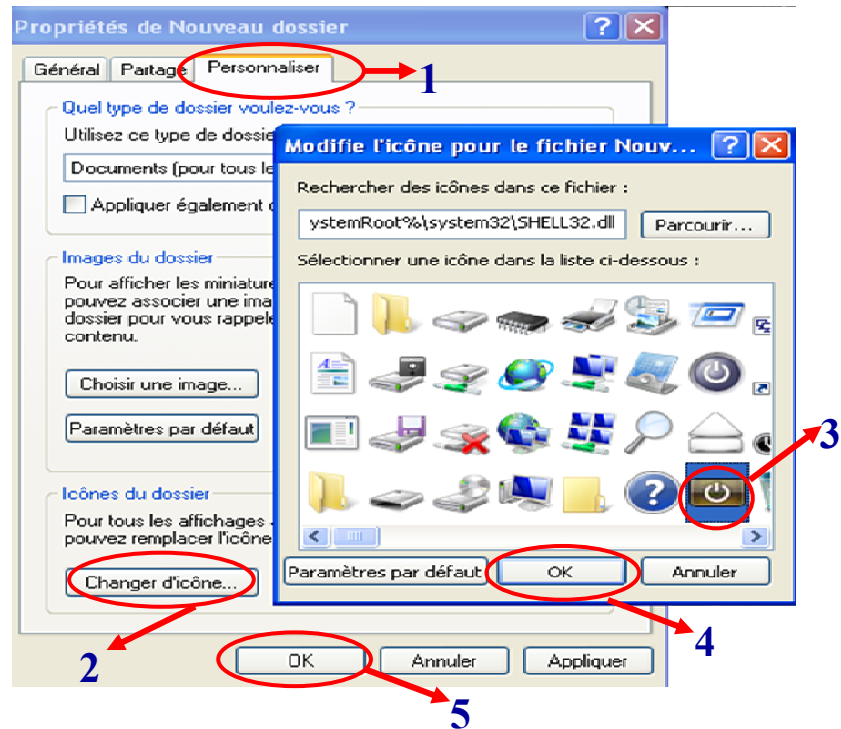 Propriétés de Nouveau dossier
Général Partage Personnaliser
1
Quel type de dossier voulez-vous ?
Utilisez ce type de dossie
Documents (pour tous le
Appliquer également
Images du dossier
Pour afficher les miniature
pouvez associer une ima
dossier pour vous rappele
contenu.
Choisir une image...
Paramètres par défaut
Icônes du dossier
Pour tous les affichages
pouvez remplacer l'icône
Changer d'icône...
2
OK Annuler Appliquer
5
Modifie l'icône pour le fichier Nouv...
Rechercher des icônes dans ce fichier :
ystemRoot%\system32\SHELL32.dll Parcourir...
Sélectionner une icône dans la liste ci-dessous :
3
Paramètres par défaut OK Annuler
4